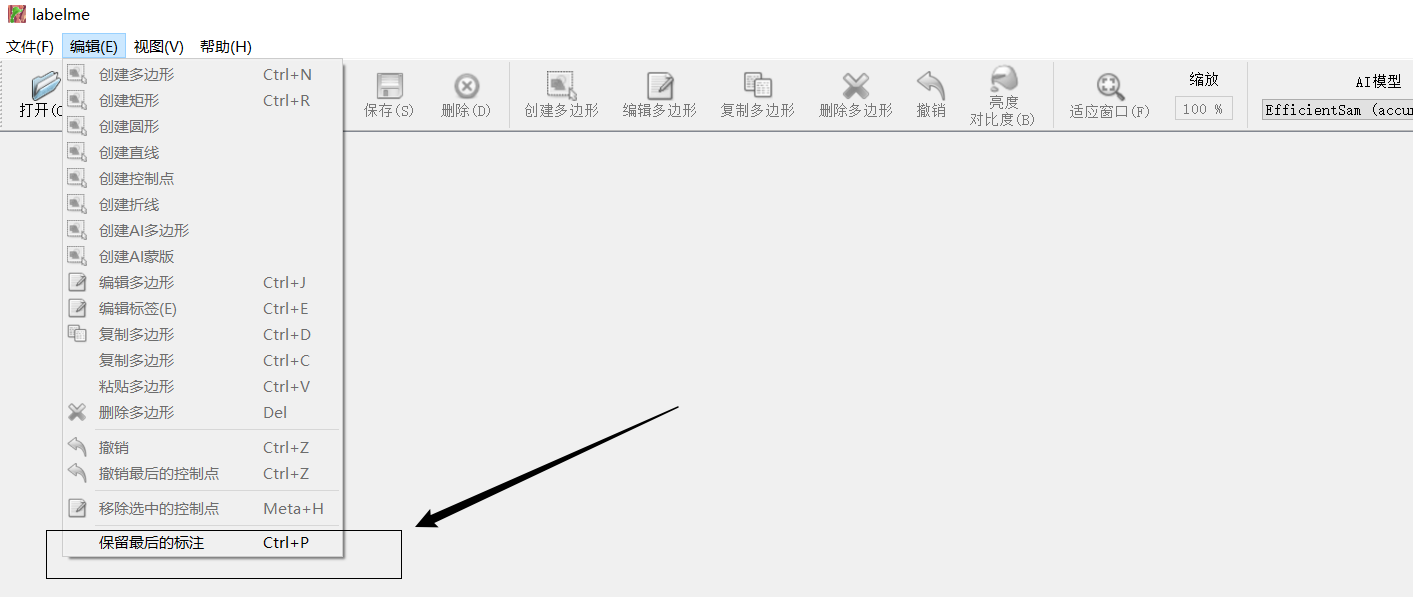 labelme
文件(F) 编辑(E) 视图(V) 帮助(H)
打开(O
保存(S) 删除(D) 创建多边形 编辑多边形 复制多边形 删除多边形 撤销 亮度 对比度(B) 适应窗口(F) 缩放 100 % AI模型 EfficientSam (accu
创建多边形 Ctrl+N
创建矩形 Ctrl+R
创建圆形
创建直线
创建控制点
创建折线
创建AI多边形
创建AI蒙版
编辑多边形 Ctrl+J
编辑标签(E) Ctrl+E
复制多边形 Ctrl+D
复制多边形 Ctrl+C
粘贴多边形 Ctrl+V
删除多边形 Del
撤销 Ctrl+Z
撤销最后的控制点 Ctrl+Z
移除选中的控制点 Meta+H
保留最后的标注 Ctrl+P